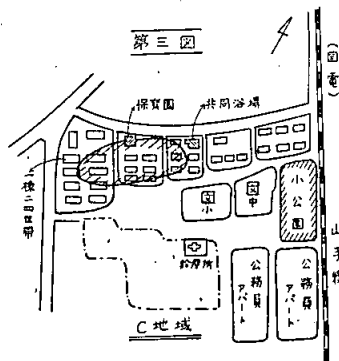 第三図
(国電)
保育園
共同浴場
一棟二四世帯
小
中
小公園
山手線
診療所
公務員
アパート
公務員
アパート
C地域